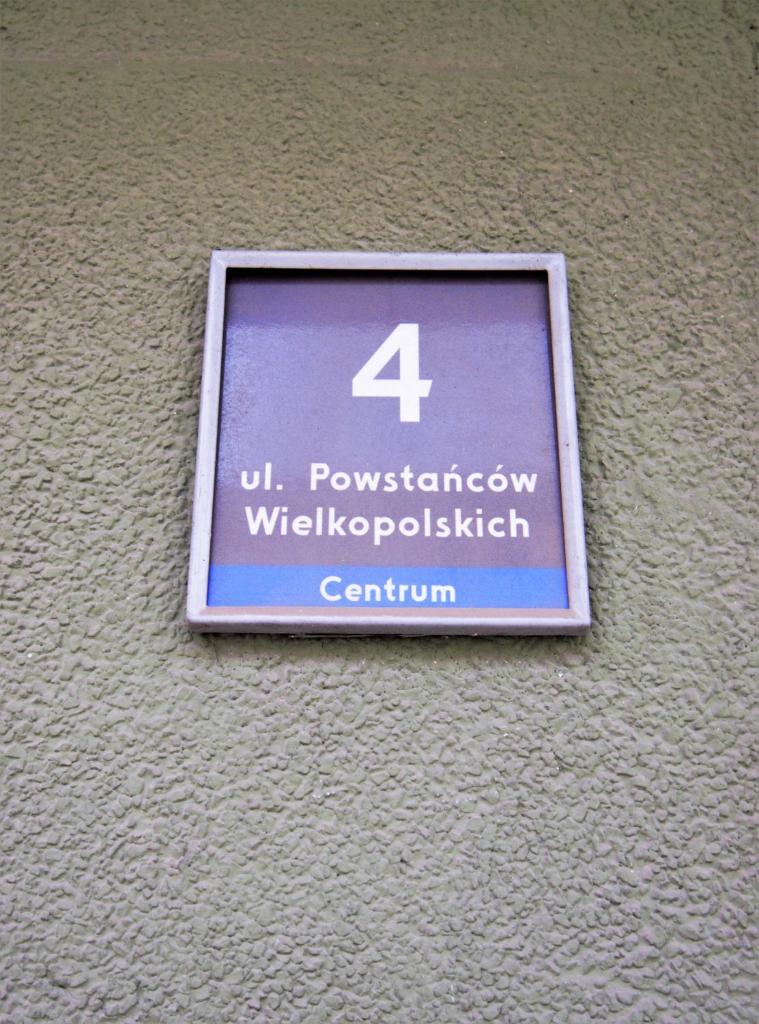 4
ul. Powstańców
Wielkopolskich
Centrum